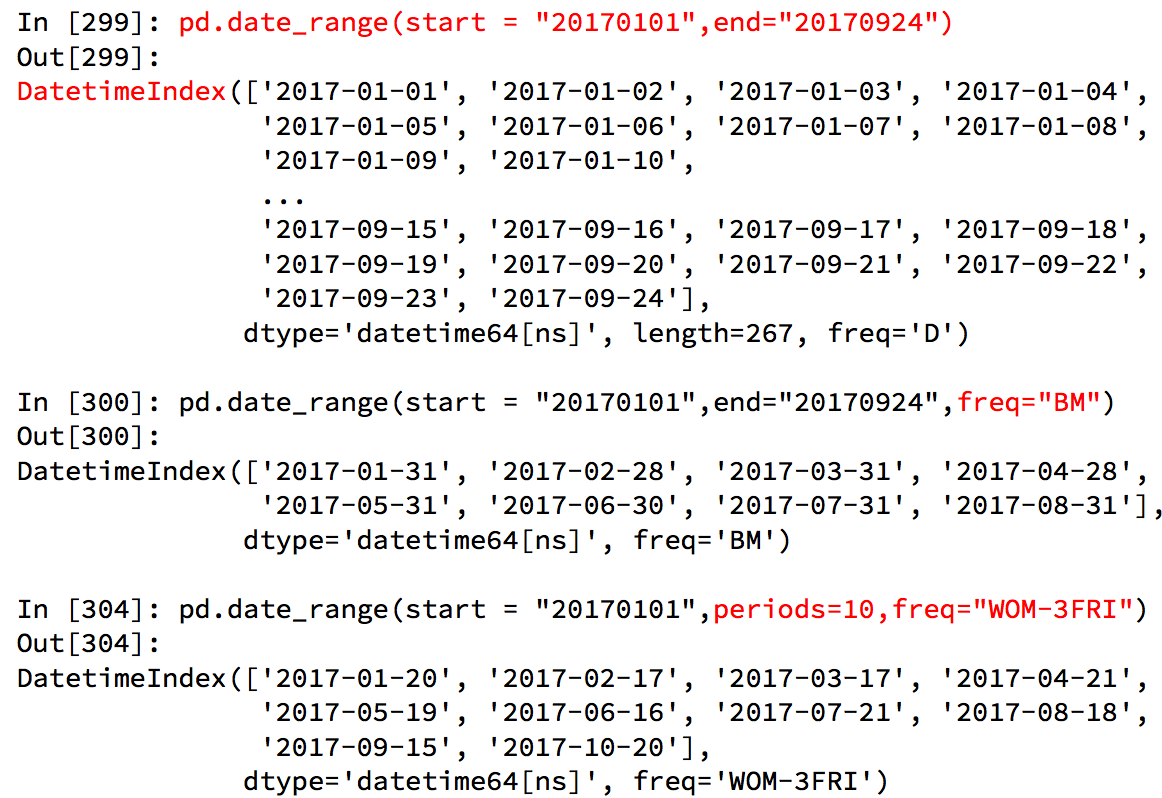 In [299]: pd.date_range(start = "20170101",end="20170924")
Out[299]:
DatetimeIndex(['2017-01-01', '2017-01-02', '2017-01-03', '2017-01-04',
               '2017-01-05', '2017-01-06', '2017-01-07', '2017-01-08',
               '2017-01-09', '2017-01-10',
               ...
               '2017-09-15', '2017-09-16', '2017-09-17', '2017-09-18',
               '2017-09-19', '2017-09-20', '2017-09-21', '2017-09-22',
               '2017-09-23', '2017-09-24'],
              dtype='datetime64[ns]', length=267, freq='D')
In [300]: pd.date_range(start = "20170101",end="20170924",freq="BM")
Out[300]:
DatetimeIndex(['2017-01-31', '2017-02-28', '2017-03-31', '2017-04-28',
               '2017-05-31', '2017-06-30', '2017-07-31', '2017-08-31'],
              dtype='datetime64[ns]', freq='BM')
In [304]: pd.date_range(start = "20170101",periods=10,freq="WOM-3FRI")
Out[304]:
DatetimeIndex(['2017-01-20', '2017-02-17', '2017-03-17', '2017-04-21',
               '2017-05-19', '2017-06-16', '2017-07-21', '2017-08-18',
               '2017-09-15', '2017-10-20'],
              dtype='datetime64[ns]', freq='WOM-3FRI')